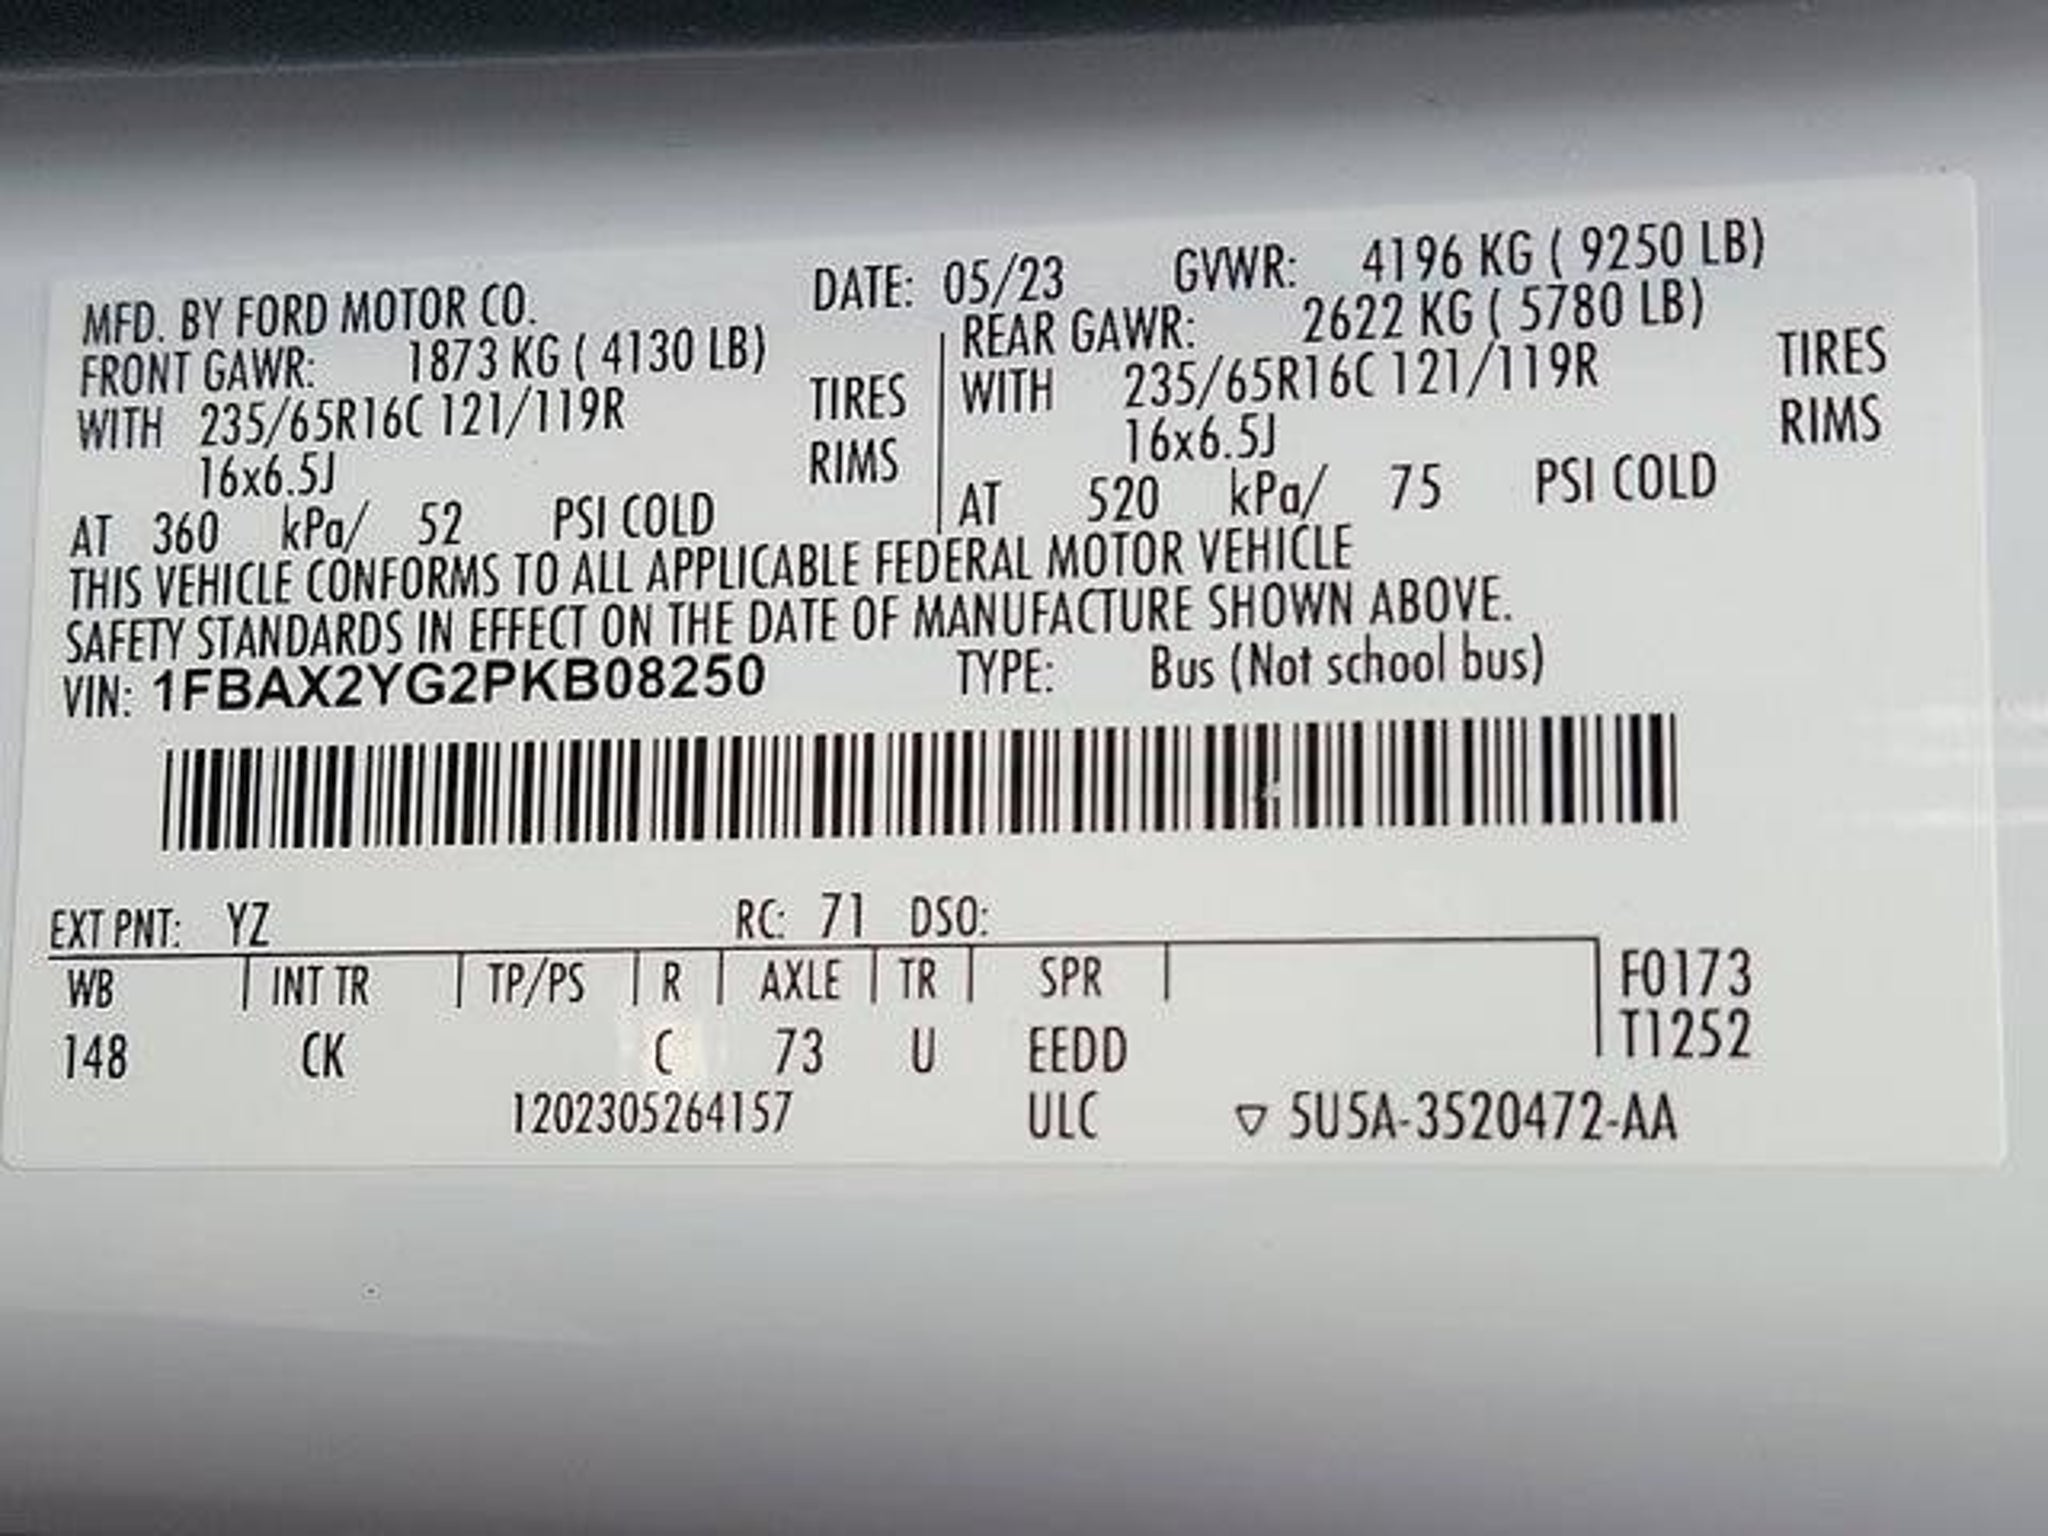 MFD. BY FORD MOTOR CO. DATE: 05/23 GVWR: 4196 KG ( 9250 LB)
FRONT GAWR: 1873 KG ( 4130 LB) REAR GAWR: 2622 KG ( 5780 LB)
WITH 235/65R16C 121/119R TIRES WITH 235/65R16C 121/119R TIRES
16x6.5J RIMS 16x6.5J RIMS
AT 360 kPa/ 52 PSI COLD AT 520 kPa/ 75 PSI COLD
THIS VEHICLE CONFORMS TO ALL APPLICABLE FEDERAL MOTOR VEHICLE
SAFETY STANDARDS IN EFFECT ON THE DATE OF MANUFACTURE SHOWN ABOVE.
VIN: 1FBAX2YG2PKB08250 TYPE: Bus (Not school bus)
EXT PNT: YZ RC: 71 DSO:
WB INT TR TP/PS R AXLE TR SPR F0173
T1252
148 CK C 73 U EEDD
1202305264157 ULC ▽ 5U5A-3520472-AA